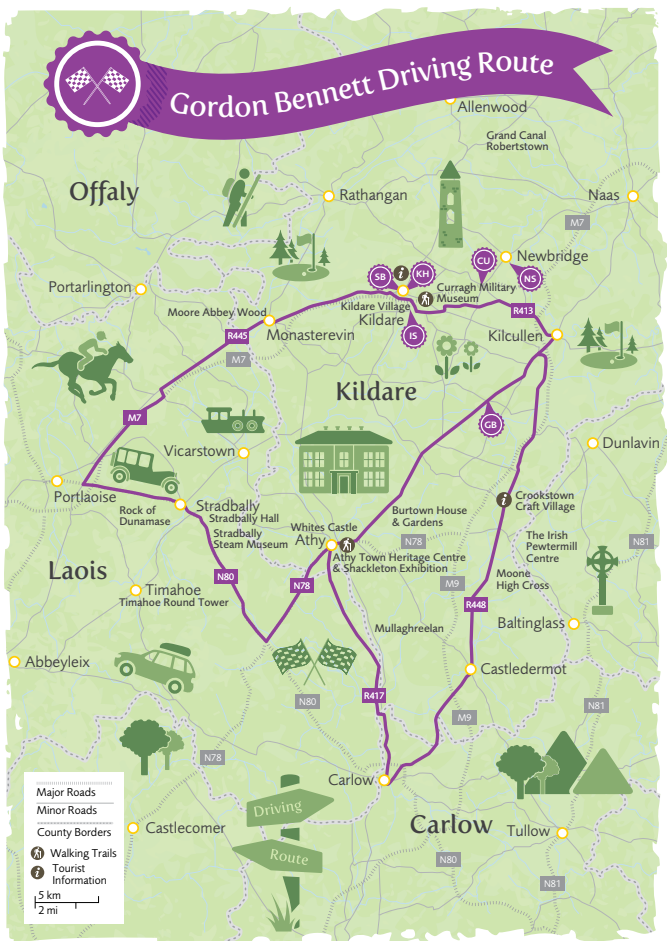 Gordon Bennett Driving Route
Allenwood
Grand Canal
Robertstown
Offaly
Rathangan
Naas
M7
Newbridge
CU
NS
SB
KH
Portarlington
Curragh Military
Museum
Kildare Village
Moore Abbey Wood
R413
Kildare
Monasterevin
IS
Kilcullen
R445
M7
Kildare
M7
GB
Vicarstown
Dunlavin
Portlaoise
Rock of
Dunamase
Stradbally
Stradbally Hall
Stradbally
Steam Museum
Crookstown
Craft Village
Burtown House
& Gardens
Whites Castle
Athy
N78
The Irish
Pewtermill
Centre
N81
Athy Town Heritage Centre
& Shackleton Exhibition
Laois
N80
N78
M9
Moone
High Cross
Timahoe
Timahoe Round Tower
R448
Baltinglass
Mullaghreelan
Abbeyleix
Castledermot
N80
R417
N81
M9
N78
Carlow
Driving
Route
Castlecomer
Carlow
Tullow
N80
N81
Major Roads
Minor Roads
County Borders
Walking Trails
Tourist
Information
5 km
2 mi